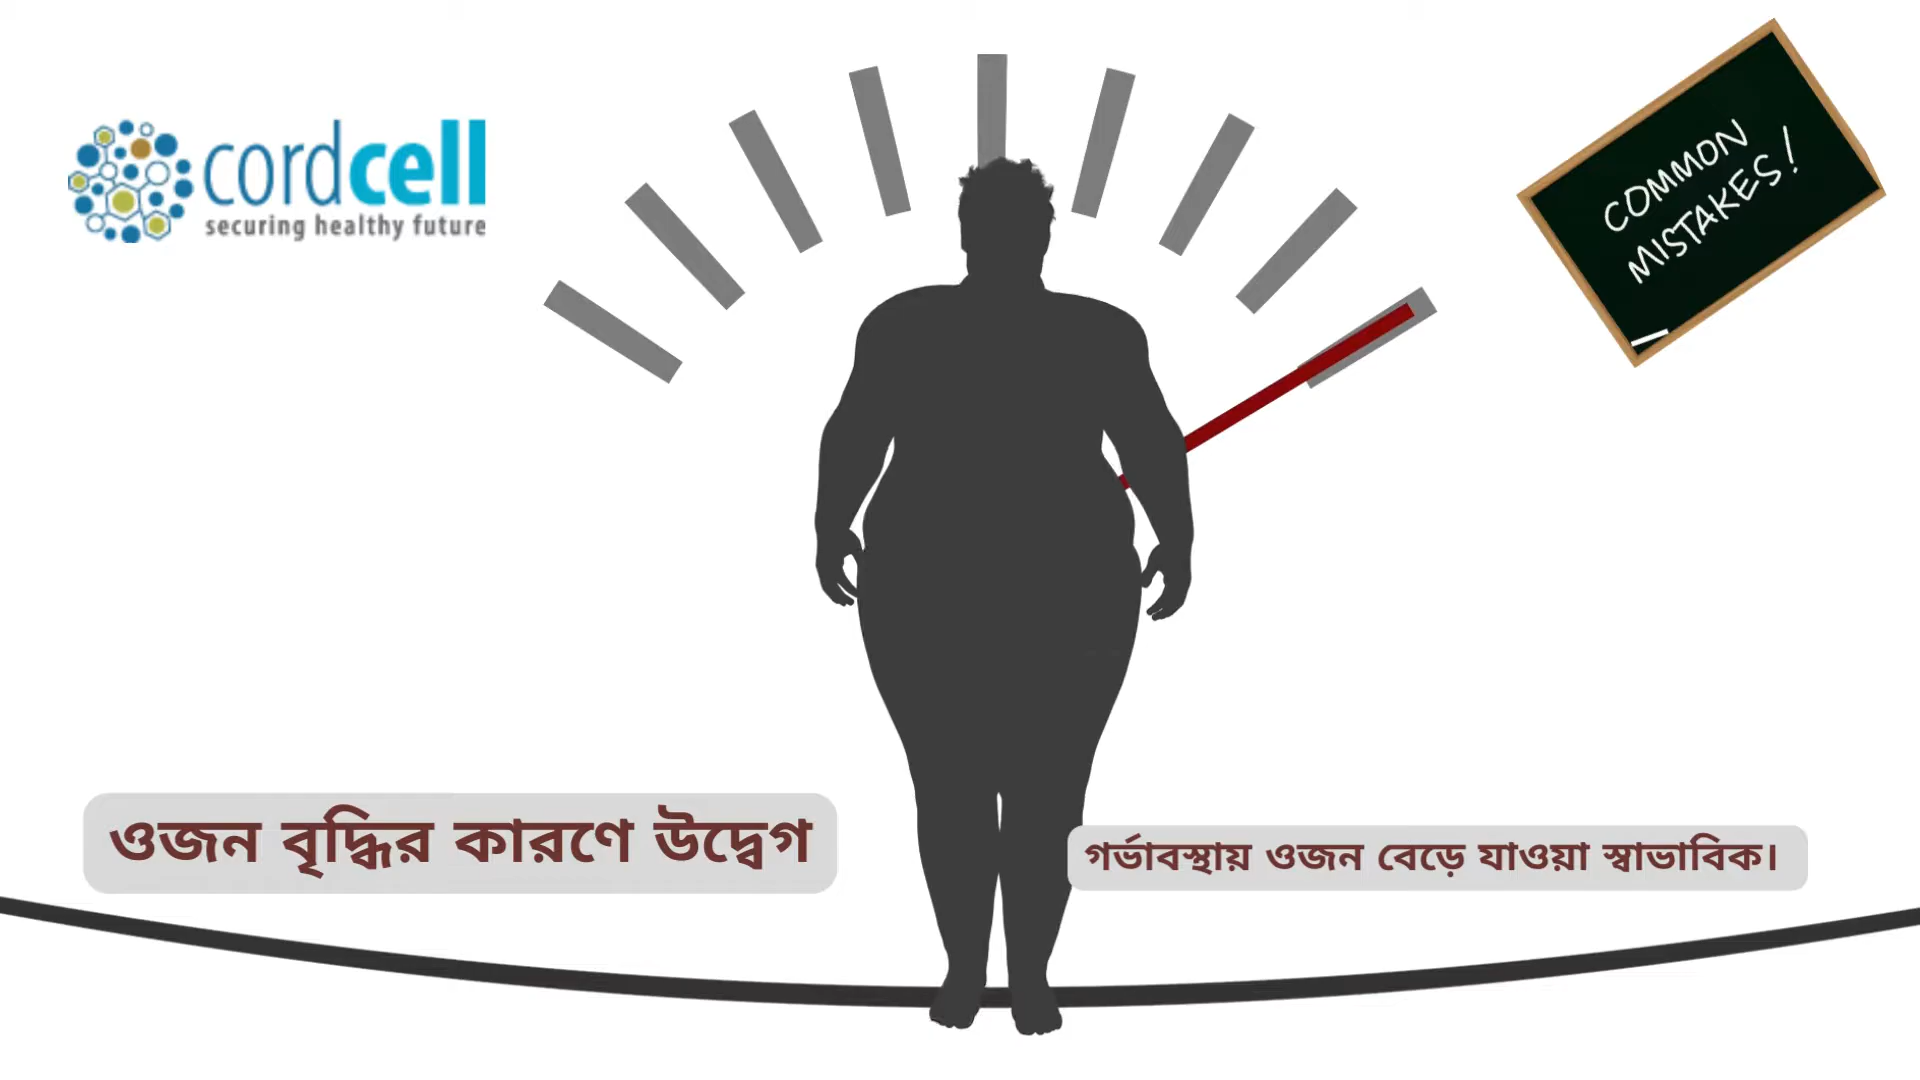 cordcell
securing healthy future
COMMON
MISTAKES!
ওজন বৃদ্ধির কারণে উদ্বেগ
গর্ভাবস্থায় ওজন বেড়ে যাওয়া স্বাভাবিক।